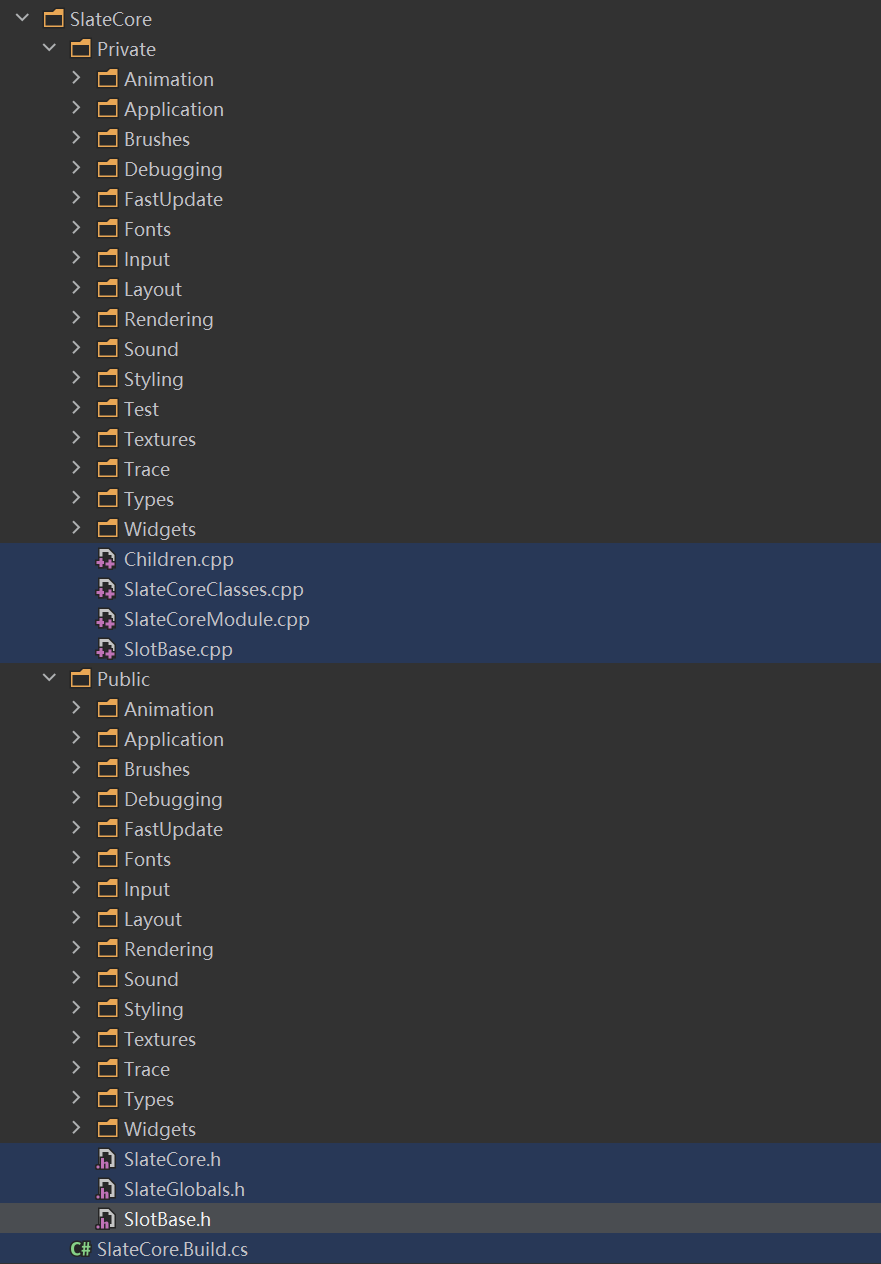 SlateCore
Private
Animation
Application
Brushes
Debugging
FastUpdate
Fonts
Input
Layout
Rendering
Sound
Styling
Test
Textures
Trace
Types
Widgets
Children.cpp
SlateCoreClasses.cpp
SlateCoreModule.cpp
SlotBase.cpp
Public
Animation
Application
Brushes
Debugging
FastUpdate
Fonts
Input
Layout
Rendering
Sound
Styling
Textures
Trace
Types
Widgets
.h SlateCore.h
.h SlateGlobals.h
.h SlotBase.h
C# SlateCore.Build.cs